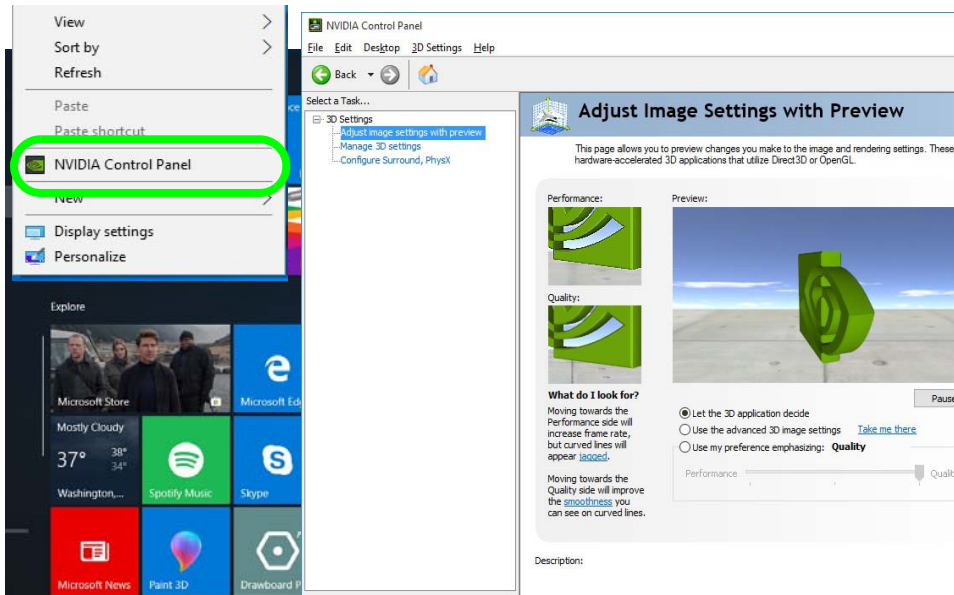 View
Sort by
Refresh
Paste
Paste shortcut
NVIDIA Control Panel
New
Display settings
Personalize
Explore
Microsoft Store
Microsoft Ed
Mostly Cloudy
37°
38°
34°
Washington,...
Spotify Music
Skype
Microsoft News
Paint 3D
Drawboard P
NVIDIA Control Panel
File Edit Desktop 3D Settings Help
Back
Select a Task...
3D Settings
Adjust image settings with preview
Manage 3D settings
Configure Surround, PhysX
Adjust Image Settings with Preview
This page allows you to preview changes you make to the image and rendering settings. These
hardware-accelerated 3D applications that utilize Direct3D or OpenGL.
Performance:
Preview:
Quality:
What do I look for?
Moving towards the
Performance side will
increase frame rate,
but curved lines will
appear jagged.
Moving towards the
Quality side will improve
the smoothness you
can see on curved lines.
Pause
Let the 3D application decide
Use the advanced 3D image settings Take me there
Use my preference emphasizing: Quality
Performance
Qualit
Description: